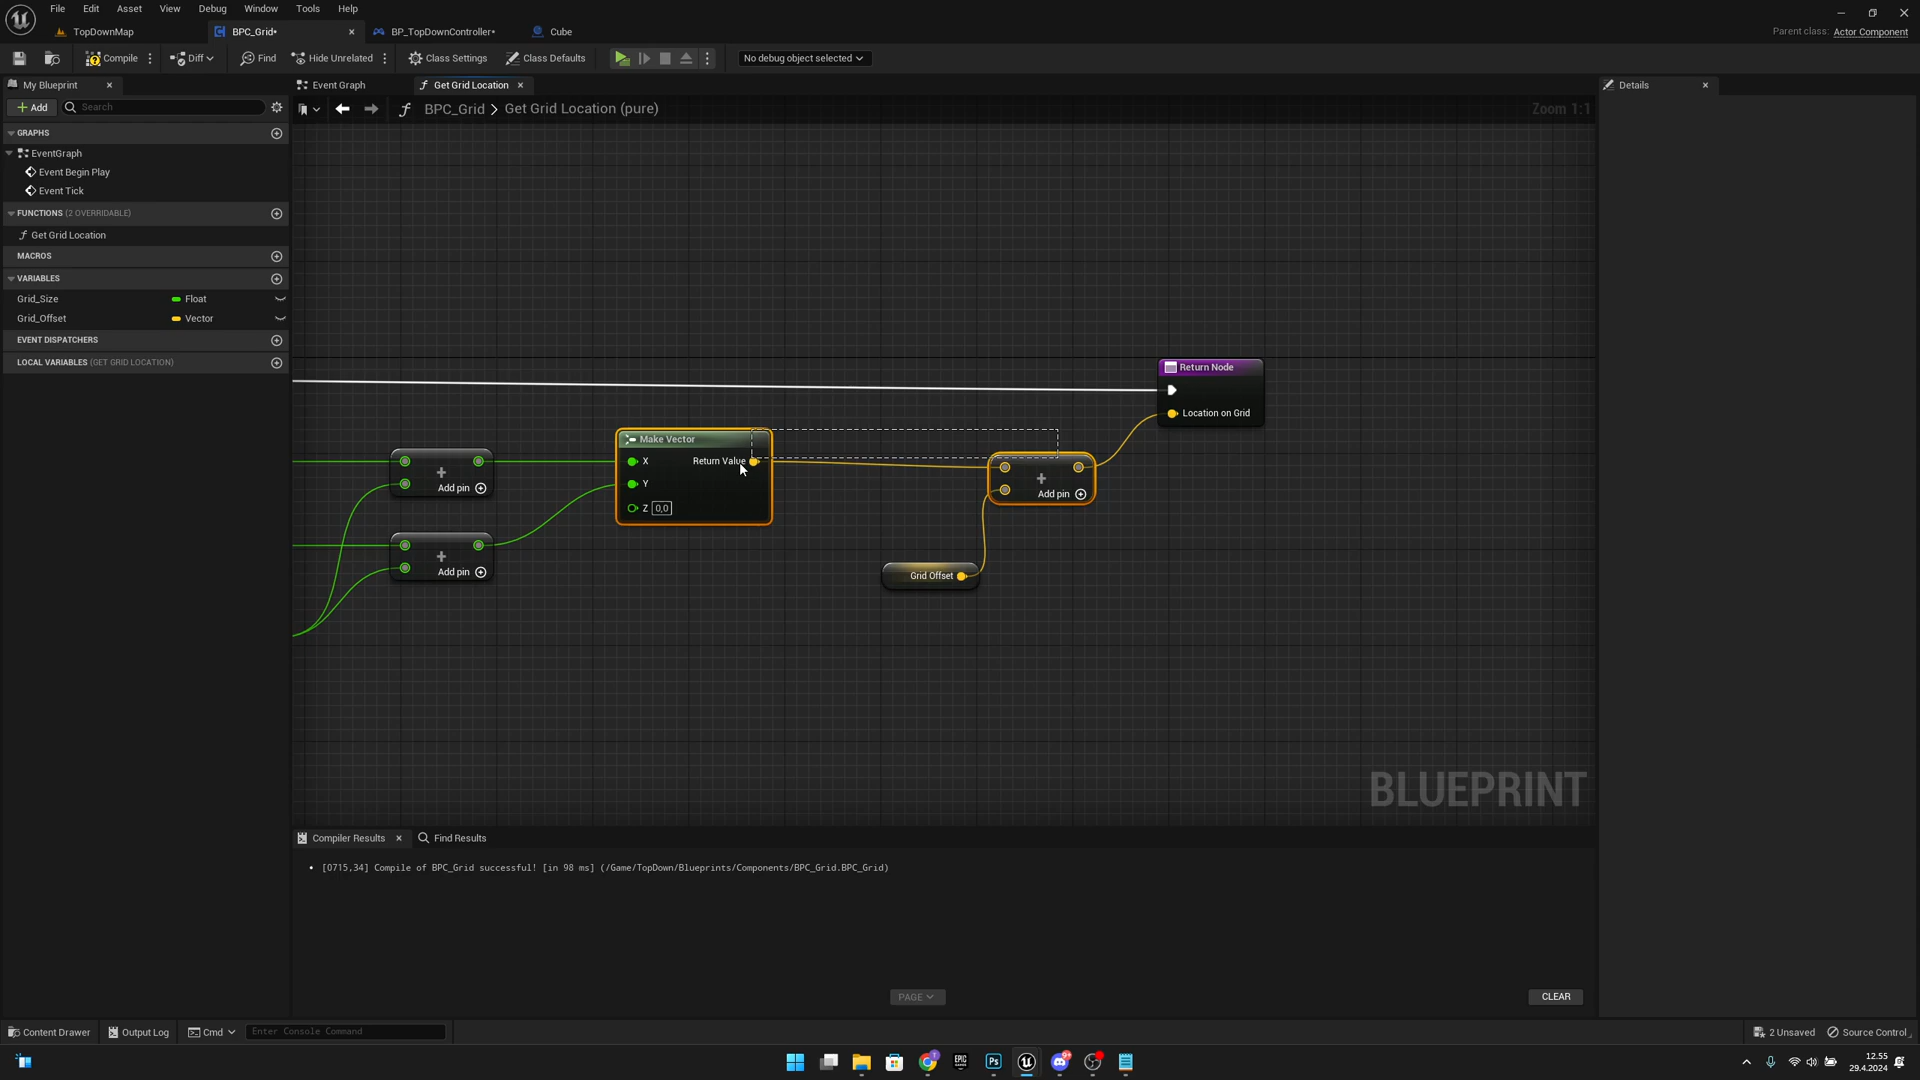 File Edit Asset View Debug Window Tools Help
TopDownMap BPC_Grid• BP_TopDownController• Cube
Parent class: Actor Component
Compile Diff Find Hide Unrelated Class Settings Class Defaults No debug object selected
My Blueprint Event Graph Get Grid Location Details
Add Search BPC_Grid > Get Grid Location (pure) Zoom 1:1
GRAPHS
EventGraph
Event Begin Play
Event Tick
FUNCTIONS (2 OVERRIDABLE)
Get Grid Location
MACROS
VARIABLES
Grid_Size Float
Grid_Offset Vector
EVENT DISPATCHERS
LOCAL VARIABLES (GET GRID LOCATION)
Return Node
Location on Grid
Make Vector
X Return Value
Y
Z 0,0
Add pin
Add pin
Add pin
Grid Offset
BLUEPRINT
Compiler Results Find Results
• [0715,34] Compile of BPC_Grid successful! [in 98 ms] (/Game/TopDown/Blueprints/Components/BPC_Grid.BPC_Grid)
PAGE CLEAR
Content Drawer Output Log Cmd Enter Console Command 2 Unsaved Source Control
12.55
29.4.2024